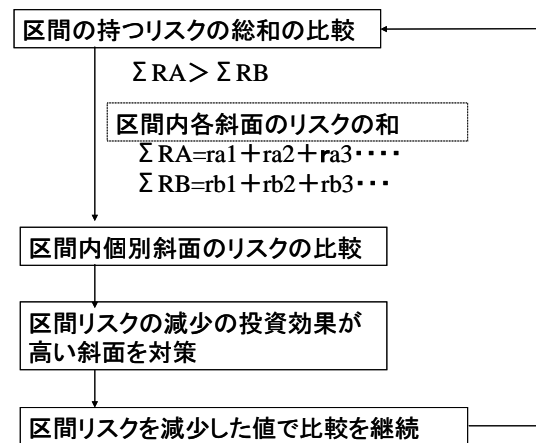 区間の持つリスクの総和の比較
ΣRA＞ΣRB
区間内各斜面のリスクの和
ΣRA=ra1＋ra2＋ra3‥‥
ΣRB=rb1＋rb2＋rb3‥･
区間内個別斜面のリスクの比較
区間リスクの減少の投資効果が
高い斜面を対策
区間リスクを減少した値で比較を継続